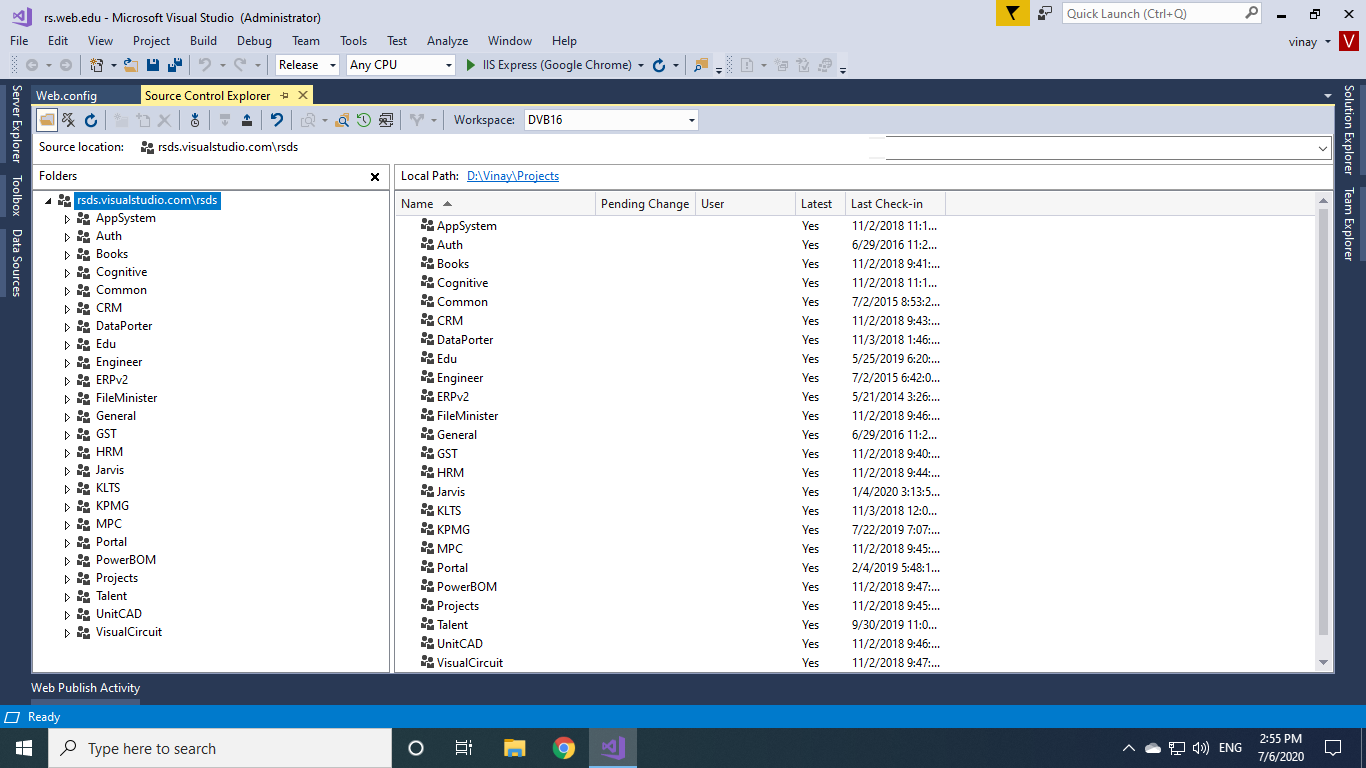 rs.web.edu - Microsoft Visual Studio (Administrator)
Quick Launch (Ctrl+Q)
File Edit View Project Build Debug Team Tools Test Analyze Window Help
vinay V
Release Any CPU IIS Express (Google Chrome)
Server Explorer
Toolbox
Data Sources
Web.config Source Control Explorer
Workspace: DVB16
Source location: rsds.visualstudio.com\rsds
Folders
rsds.visualstudio.com\rsds
AppSystem
Auth
Books
Cognitive
Common
CRM
DataPorter
Edu
Engineer
ERPv2
FileMinister
General
GST
HRM
Jarvis
KLTS
KPMG
MPC
Portal
PowerBOM
Projects
Talent
UnitCAD
VisualCircuit
Local Path: D:\Vinay\Projects
Name Pending Change User Latest Last Check-in
AppSystem Yes 11/2/2018 11:1...
Auth Yes 6/29/2016 11:2...
Books Yes 11/2/2018 9:41:...
Cognitive Yes 11/2/2018 11:1...
Common Yes 7/2/2015 8:53:2...
CRM Yes 11/2/2018 9:43:...
DataPorter Yes 11/3/2018 1:46:...
Edu Yes 5/25/2019 6:20:...
Engineer Yes 7/2/2015 6:42:0...
ERPv2 Yes 5/21/2014 3:26:...
FileMinister Yes 11/2/2018 9:46:...
General Yes 6/29/2016 11:2...
GST Yes 11/2/2018 9:40:...
HRM Yes 11/2/2018 9:44:...
Jarvis Yes 1/4/2020 3:13:5...
KLTS Yes 11/3/2018 12:0...
KPMG Yes 7/22/2019 7:07:...
MPC Yes 11/2/2018 9:45:...
Portal Yes 2/4/2019 5:48:1...
PowerBOM Yes 11/2/2018 9:47:...
Projects Yes 11/2/2018 9:45:...
Talent Yes 9/30/2019 11:0...
UnitCAD Yes 11/2/2018 9:46:...
VisualCircuit Yes 11/2/2018 9:47:...
Solution Explorer
Team Explorer
Web Publish Activity
Ready
Type here to search
ENG
2:55 PM
7/6/2020